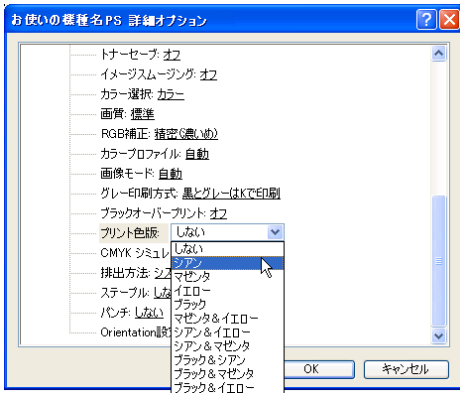 お使いの機種名PS 詳細オプション
トナーセーブ: オフ
イメージスムージング: オフ
カラー選択: カラー
画質: 標準
RGB補正: 精密(濃いめ)
カラープロファイル: 自動
画像モード: 自動
グレー印刷方式: 黒とグレーはKで印刷
ブラックオーバープリント: オフ
プリント色版: しない
CMYK シミュレ
排出方法: シフ
ステープル: しな
パンチ: しない
Orientation設
しない
シアン
マゼンタ
イエロー
ブラック
マゼンタ&イエロー
シアン&イエロー
シアン&マゼンタ
ブラック&シアン
ブラック&マゼンタ
ブラック&イエロー
OK
キャンセル